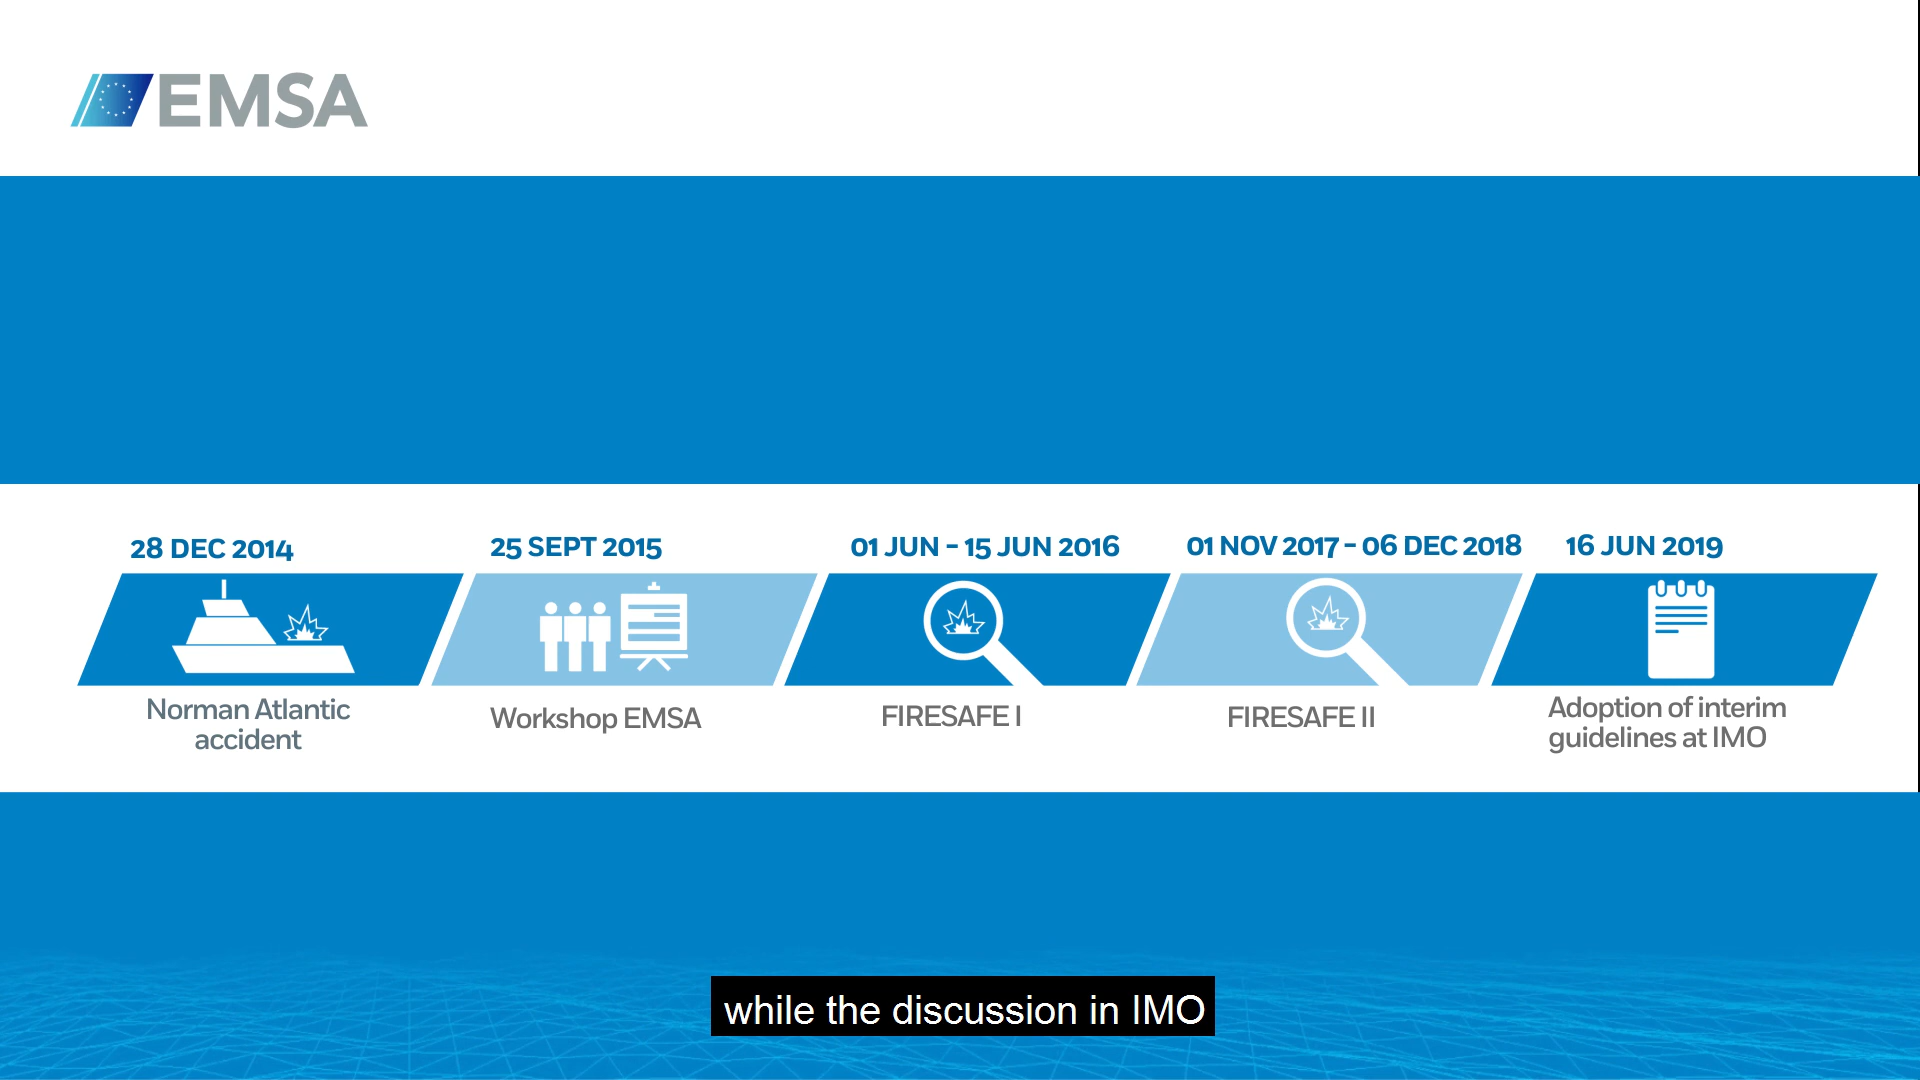 EMSA
28 DEC 2014
25 SEPT 2015
01 JUN - 15 JUN 2016
01 NOV 2017 - 06 DEC 2018
16 JUN 2019
Norman Atlantic
accident
Workshop EMSA
FIRESAFE I
FIRESAFE II
Adoption of interim
guidelines at IMO
while the discussion in IMO